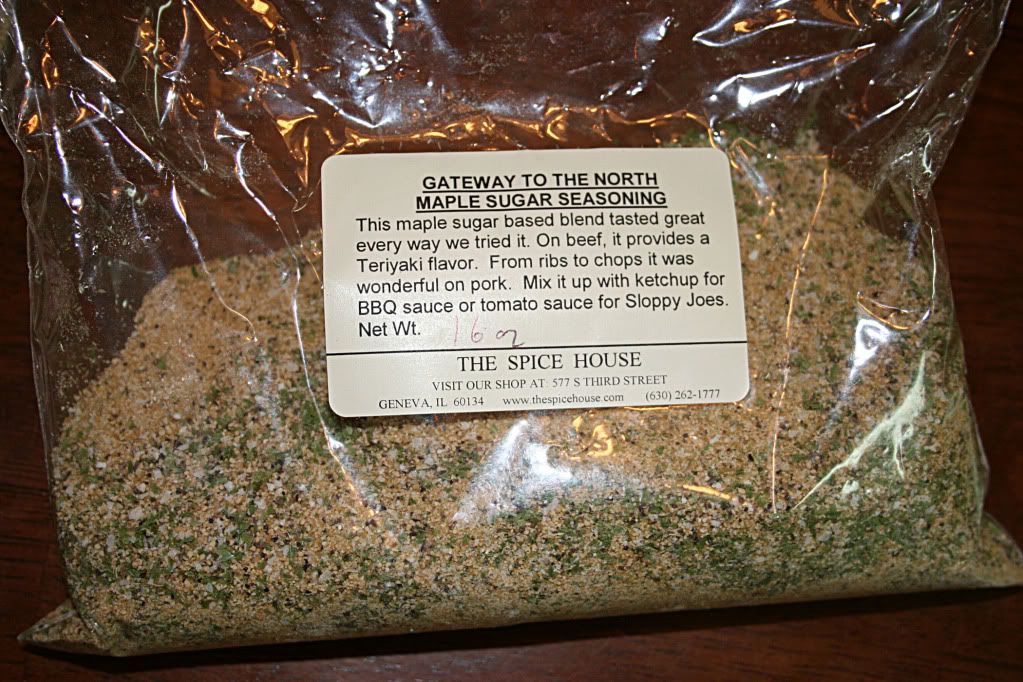 GATEWAY TO THE NORTH
MAPLE SUGAR SEASONING
This maple sugar based blend tasted great
every way we tried it. On beef, it provides a
Teriyaki flavor. From ribs to chops it was
wonderful on pork. Mix it up with ketchup for
BBQ sauce or tomato sauce for Sloppy Joes.
Net Wt. 16 oz
THE SPICE HOUSE
VISIT OUR SHOP AT: 577 S THIRD STREET
GENEVA, IL 60134 www.thespicehouse.com (630) 262-1777